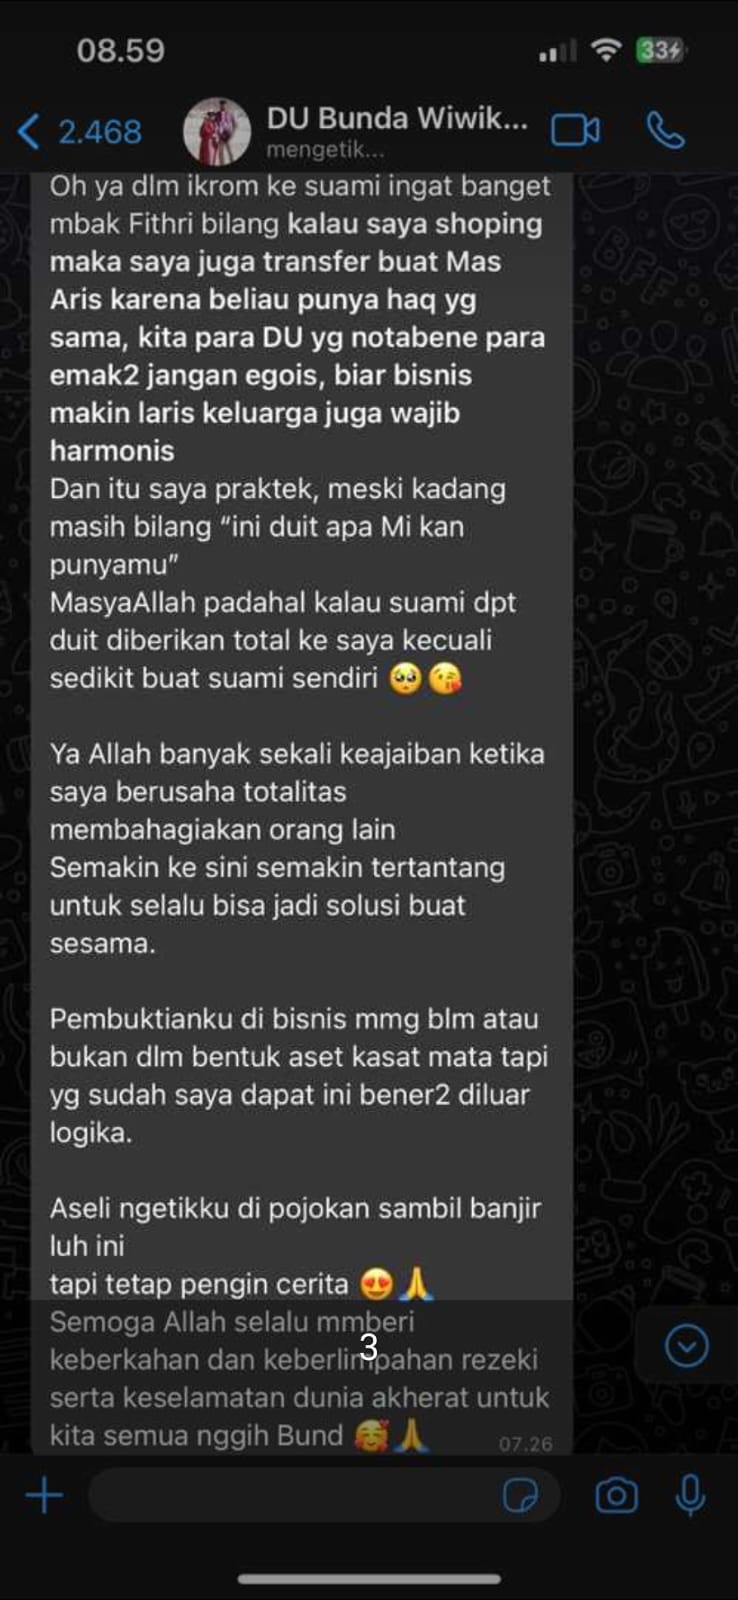 08.59
33
2.468
DU Bunda Wiwik...
mengetik...
Oh ya dlm ikrom ke suami ingat banget
mbak Fithri bilang kalau saya shoping
maka saya juga transfer buat Mas
Aris karena beliau punya haq yg
sama, kita para DU yg notabene para
emak2 jangan egois, biar bisnis
makin laris keluarga juga wajib
harmonis
Dan itu saya praktek, meski kadang
masih bilang “ini duit apa Mi kan
punyamu”
MasyaAllah padahal kalau suami dpt
duit diberikan total ke saya kecuali
sedikit buat suami sendiri 🥺😘
Ya Allah banyak sekali keajaiban ketika
saya berusaha totalitas
membahagiakan orang lain
Semakin ke sini semakin tertantang
untuk selalu bisa jadi solusi buat
sesama.
Pembuktianku di bisnis mmg blm atau
bukan dlm bentuk aset kasat mata tapi
yg sudah saya dapat ini bener2 diluar
logika.
Aseli ngetikku di pojokan sambil banjir
luh ini
tapi tetap pengin cerita 😍🙏
Semoga Allah selalu mmberi
3
keberkahan dan keberlimpahan rezeki
serta keselamatan dunia akherat untuk
kita semua nggih Bund 🥰🙏
07.26